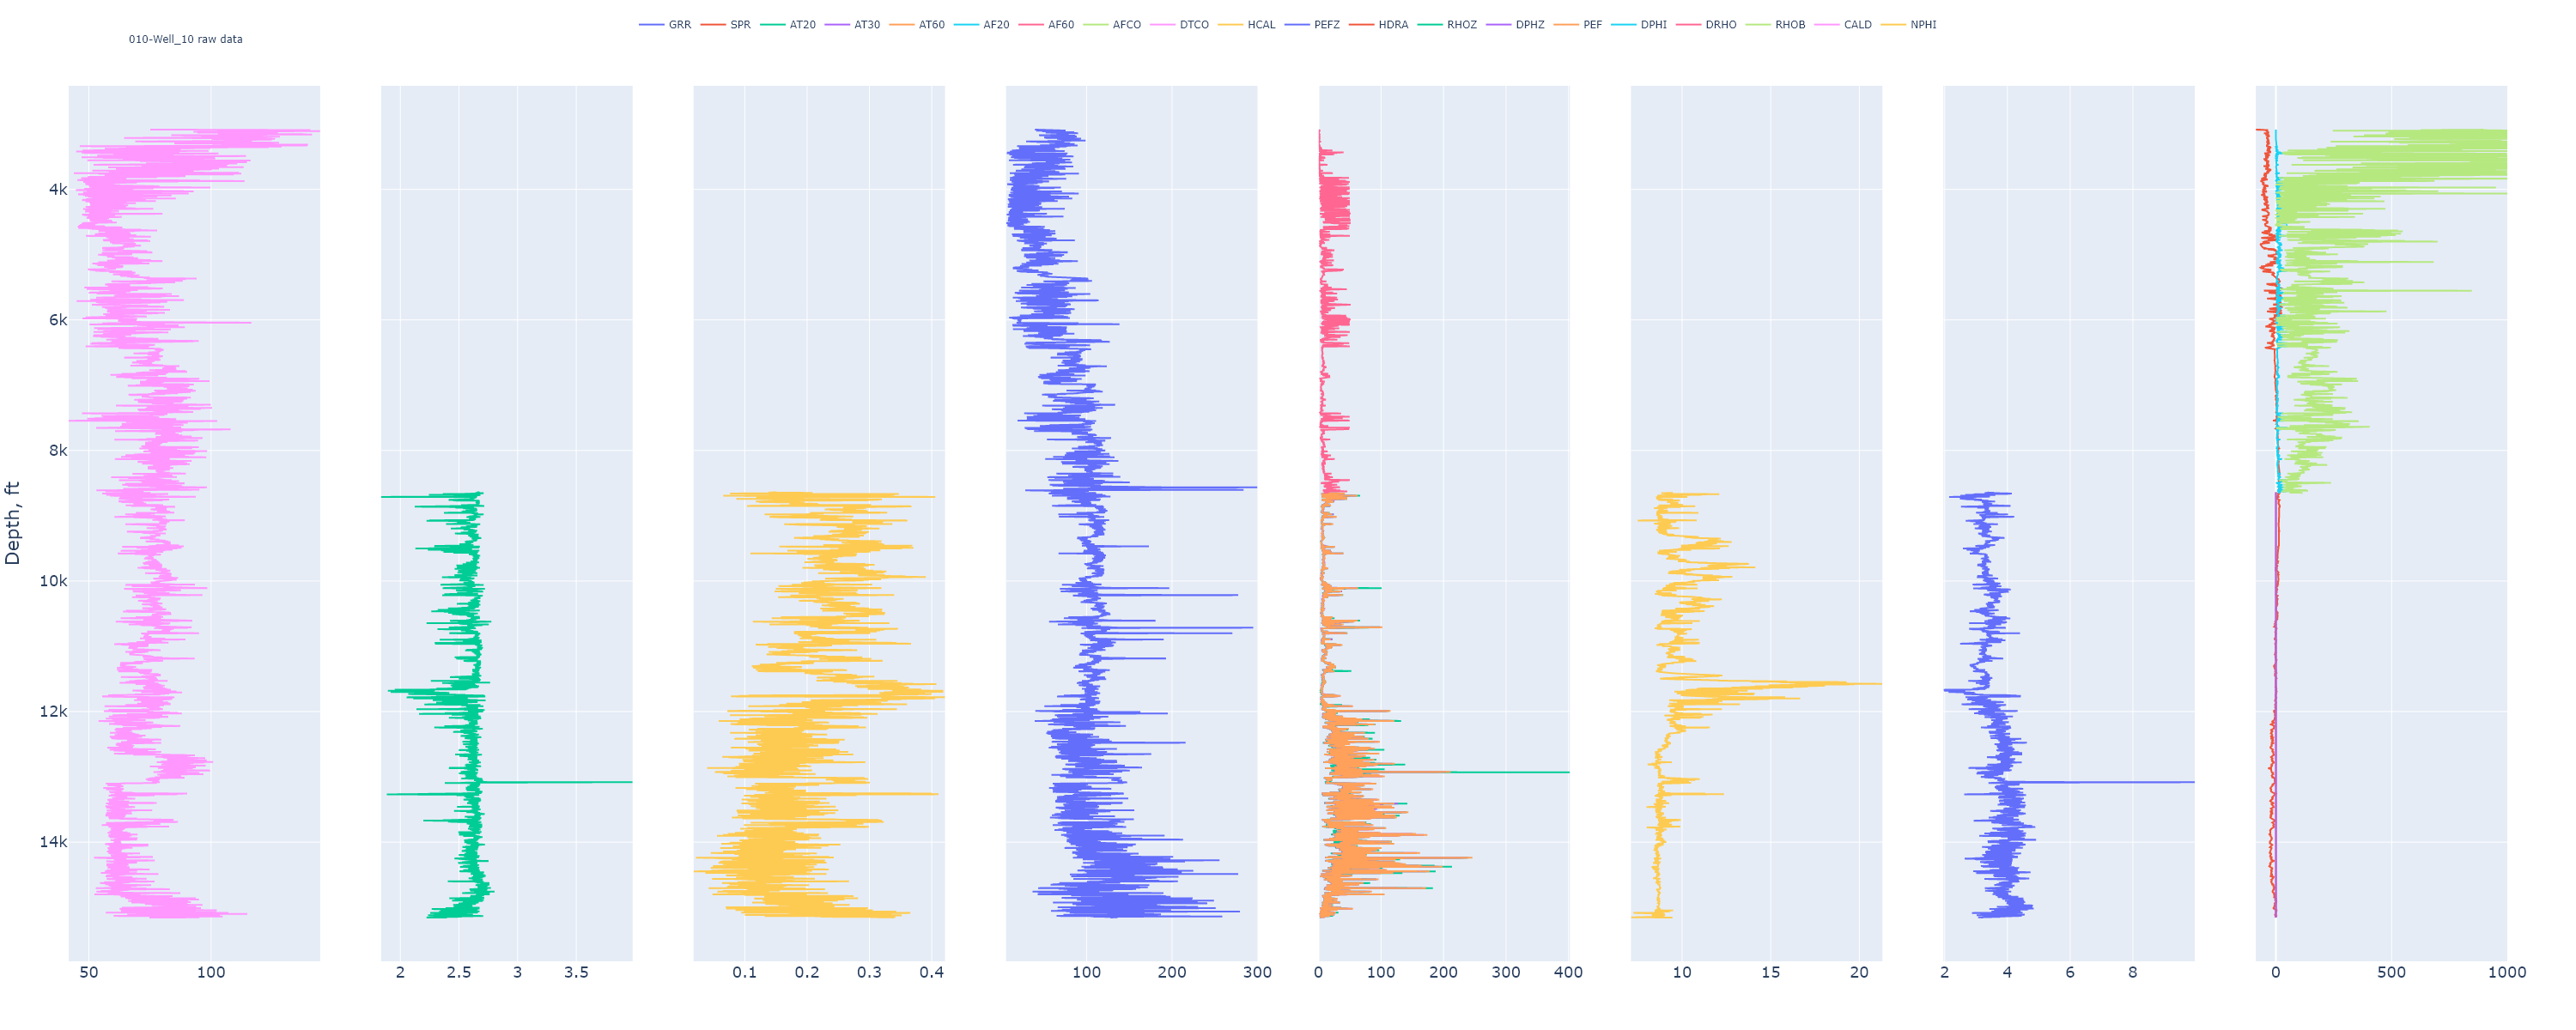 GRR SPR AT20 AT30 AT60 AF20 AF60 AFCO DTCO HCAL PEFZ HDRA RHOZ DPHZ PEF DPHI DRHO RHOB CALD NPHI
010-Well_10 raw data
Depth, ft
4k
6k
8k
10k
12k
14k
50 100 2 2.5 3 3.5 0.1 0.2 0.3 0.4 100 200 300 0 100 200 300 400 10 15 20 2 4 6 8 0 500 1000